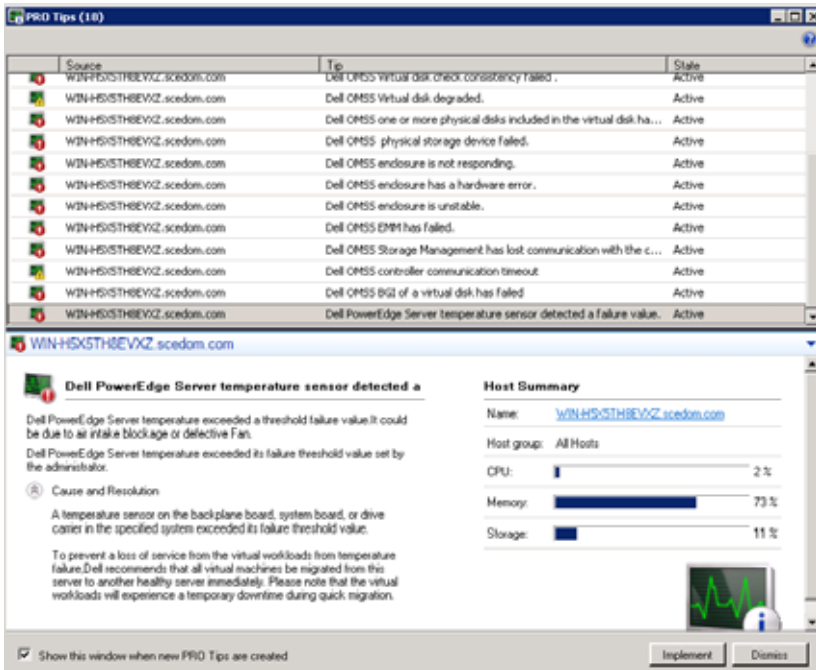 PRO Tips (18)
Source Tip State
WIN-H5X5TH8EVXZ.scedom.com Dell OMSS Virtual disk check consistency failed . Active
WIN-H5X5TH8EVXZ.scedom.com Dell OMSS Virtual disk degraded. Active
WIN-H5X5TH8EVXZ.scedom.com Dell OMSS one or more physical disks included in the virtual disk ha... Active
WIN-H5X5TH8EVXZ.scedom.com Dell OMSS physical storage device failed. Active
WIN-H5X5TH8EVXZ.scedom.com Dell OMSS enclosure is not responding. Active
WIN-H5X5TH8EVXZ.scedom.com Dell OMSS enclosure has a hardware error. Active
WIN-H5X5TH8EVXZ.scedom.com Dell OMSS enclosure is unstable. Active
WIN-H5X5TH8EVXZ.scedom.com Dell OMSS EMM has failed. Active
WIN-H5X5TH8EVXZ.scedom.com Dell OMSS Storage Management has lost communication with the c... Active
WIN-H5X5TH8EVXZ.scedom.com Dell OMSS controller communication timeout Active
WIN-H5X5TH8EVXZ.scedom.com Dell OMSS BGI of a virtual disk has failed Active
WIN-H5X5TH8EVXZ.scedom.com Dell PowerEdge Server temperature sensor detected a failure value. Active
WIN-H5X5TH8EVXZ.scedom.com
Dell PowerEdge Server temperature sensor detected a
Dell PowerEdge Server temperature exceeded a threshold failure value.It could
be due to air intake blockage or defective Fan.
Dell PowerEdge Server temperature exceeded its failure threshold value set by
the administrator.
Cause and Resolution
A temperature sensor on the backplane board, system board, or drive
carrier in the specified system exceeded its failure threshold value.
To prevent a loss of service from the virtual workloads from temperature
failure,Dell recommends that all virtual machines be migrated from this
server to another healthy server immediately. Please note that the virtual
workloads will experience a temporary downtime during quick migration.
Host Summary
Name: WIN-H5X5TH8EVXZ.scedom.com
Host group: All Hosts
CPU: 2 %
Memory: 73 %
Storage: 11 %
Show this window when new PRO Tips are created
Implement Dismiss